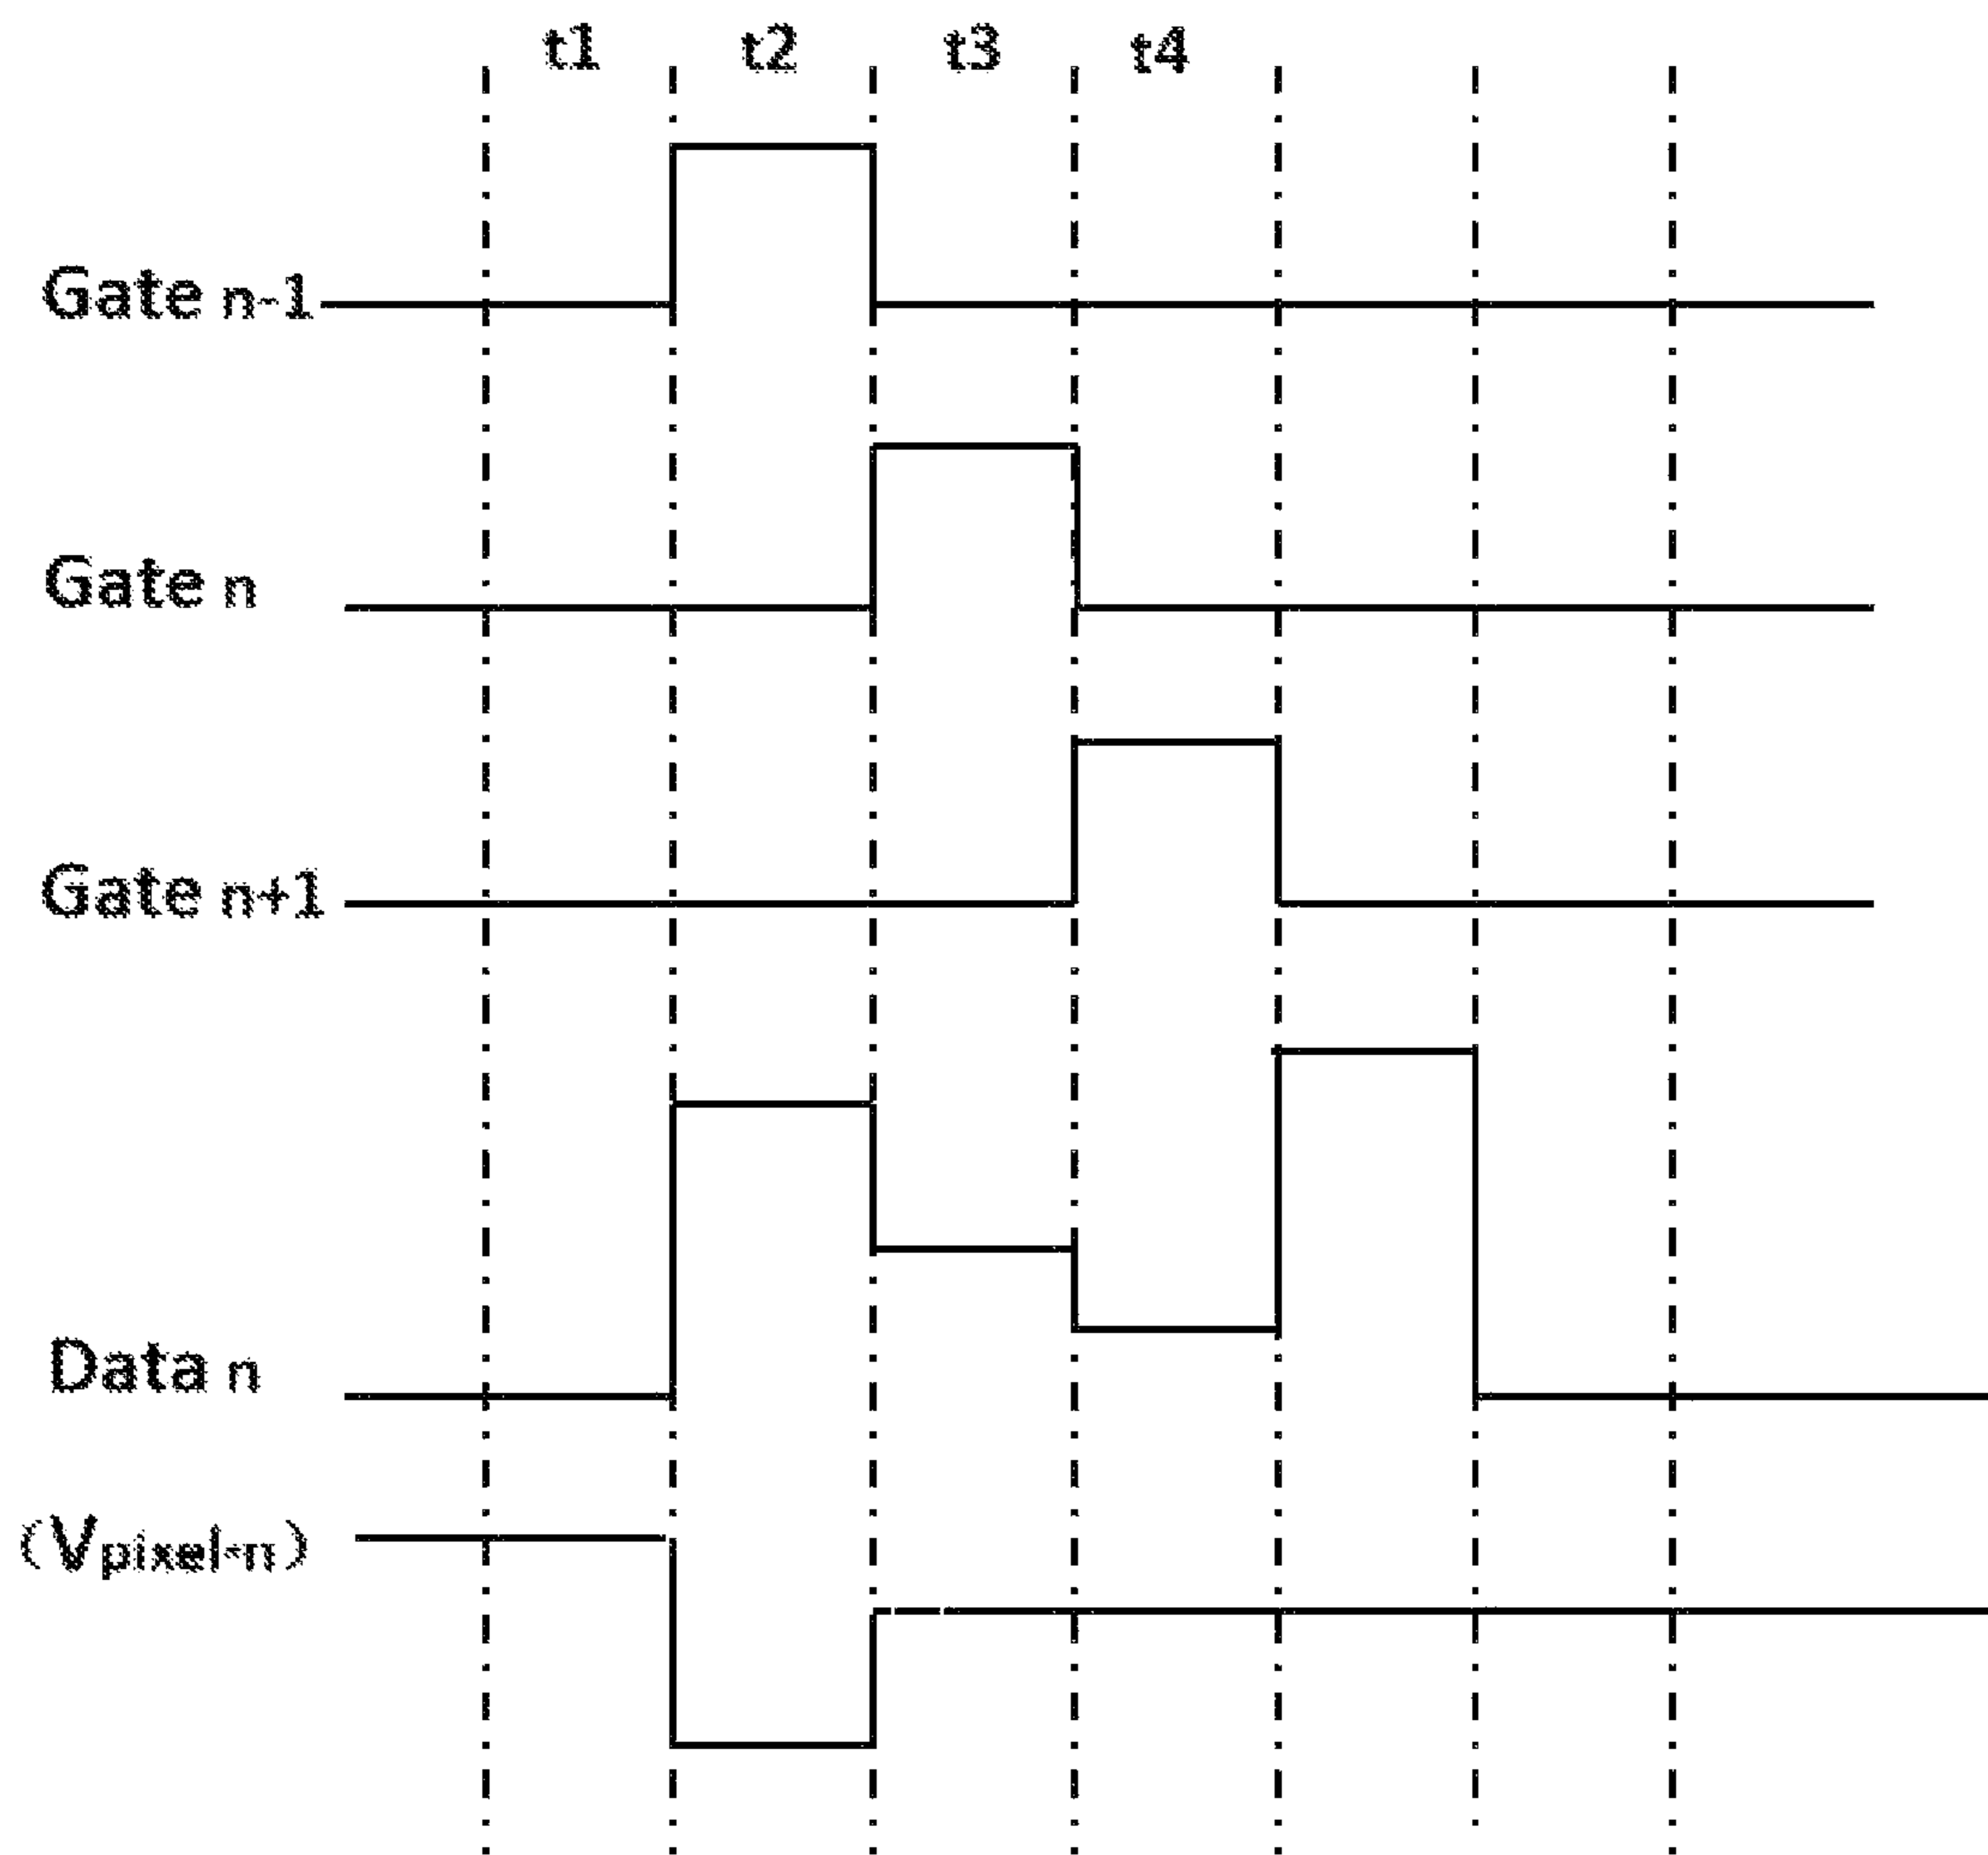 t1 t2 t3 t4
Gate n-1
Gate n
Gate n+1
Data n
(Vpixel-n)